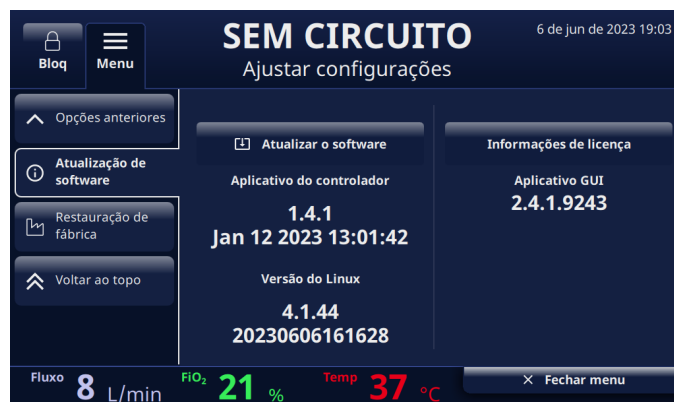 SEM CIRCUITO
6 de jun de 2023 19:03
Bloq
Menu
Ajustar configurações
Opções anteriores
Atualização de
software
Restauração de
fábrica
Voltar ao topo
Atualizar o software
Aplicativo do controlador
1.4.1
Jan 12 2023 13:01:42
Versão do Linux
4.1.44
20230606161628
Informações de licença
Aplicativo GUI
2.4.1.9243
Fluxo 8 L/min
FiO₂ 21 %
Temp 37 °C
Fechar menu